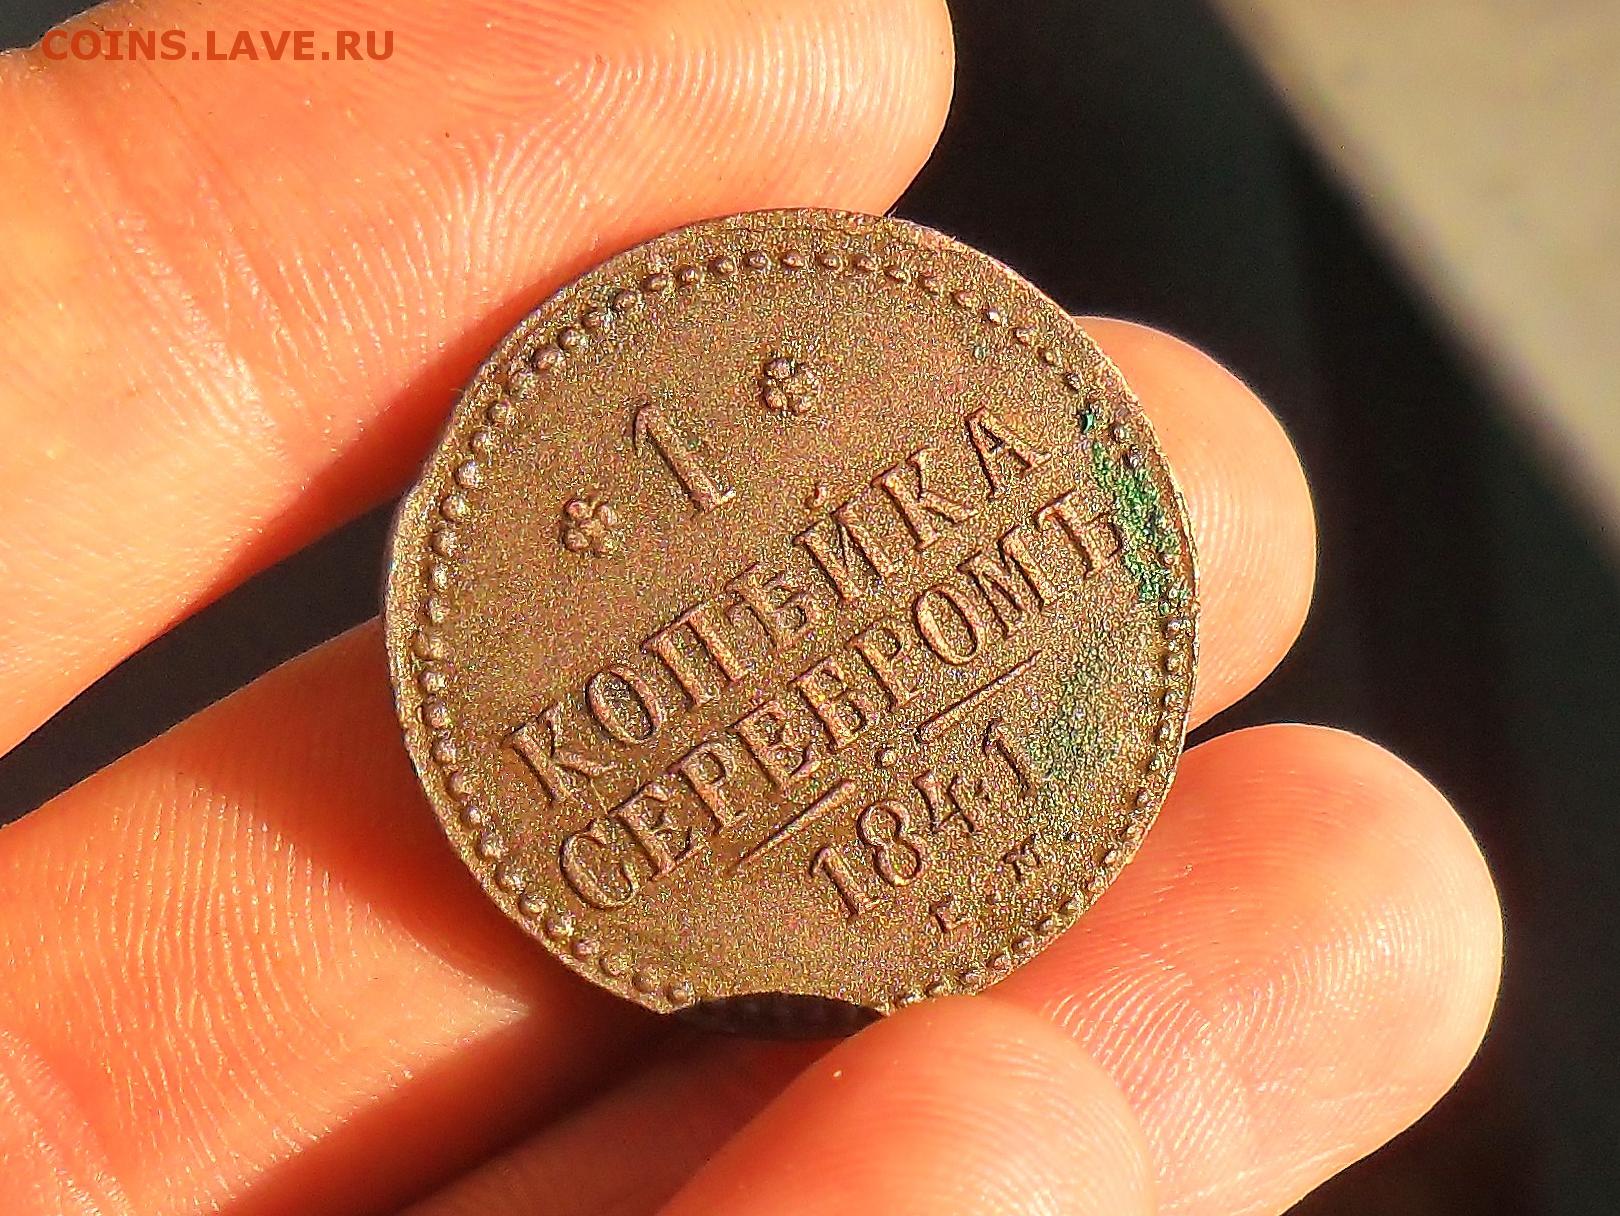 COINS.LAVE.RU
1
КОПѢЙКА
СЕРЕБРОМЪ
1841
Е.М.